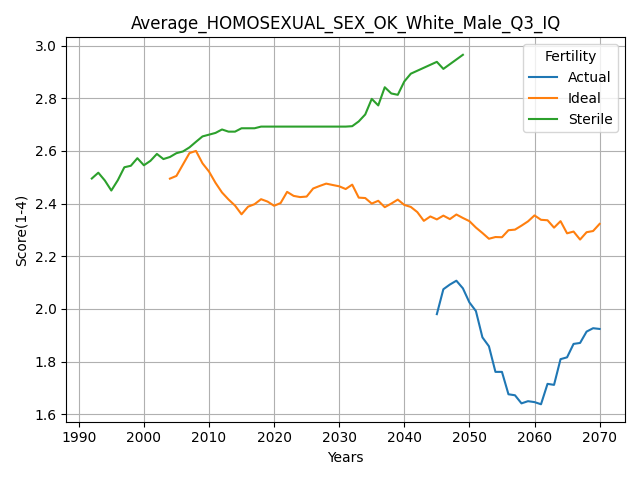 Average_HOMOSEXUAL_SEX_OK_White_Male_Q3_IQ
Score(1-4)
3.0
2.8
2.6
2.4
2.2
2.0
1.8
1.6
Fertility
Actual
Ideal
Sterile
1990 2000 2010 2020 2030 2040 2050 2060 2070
Years